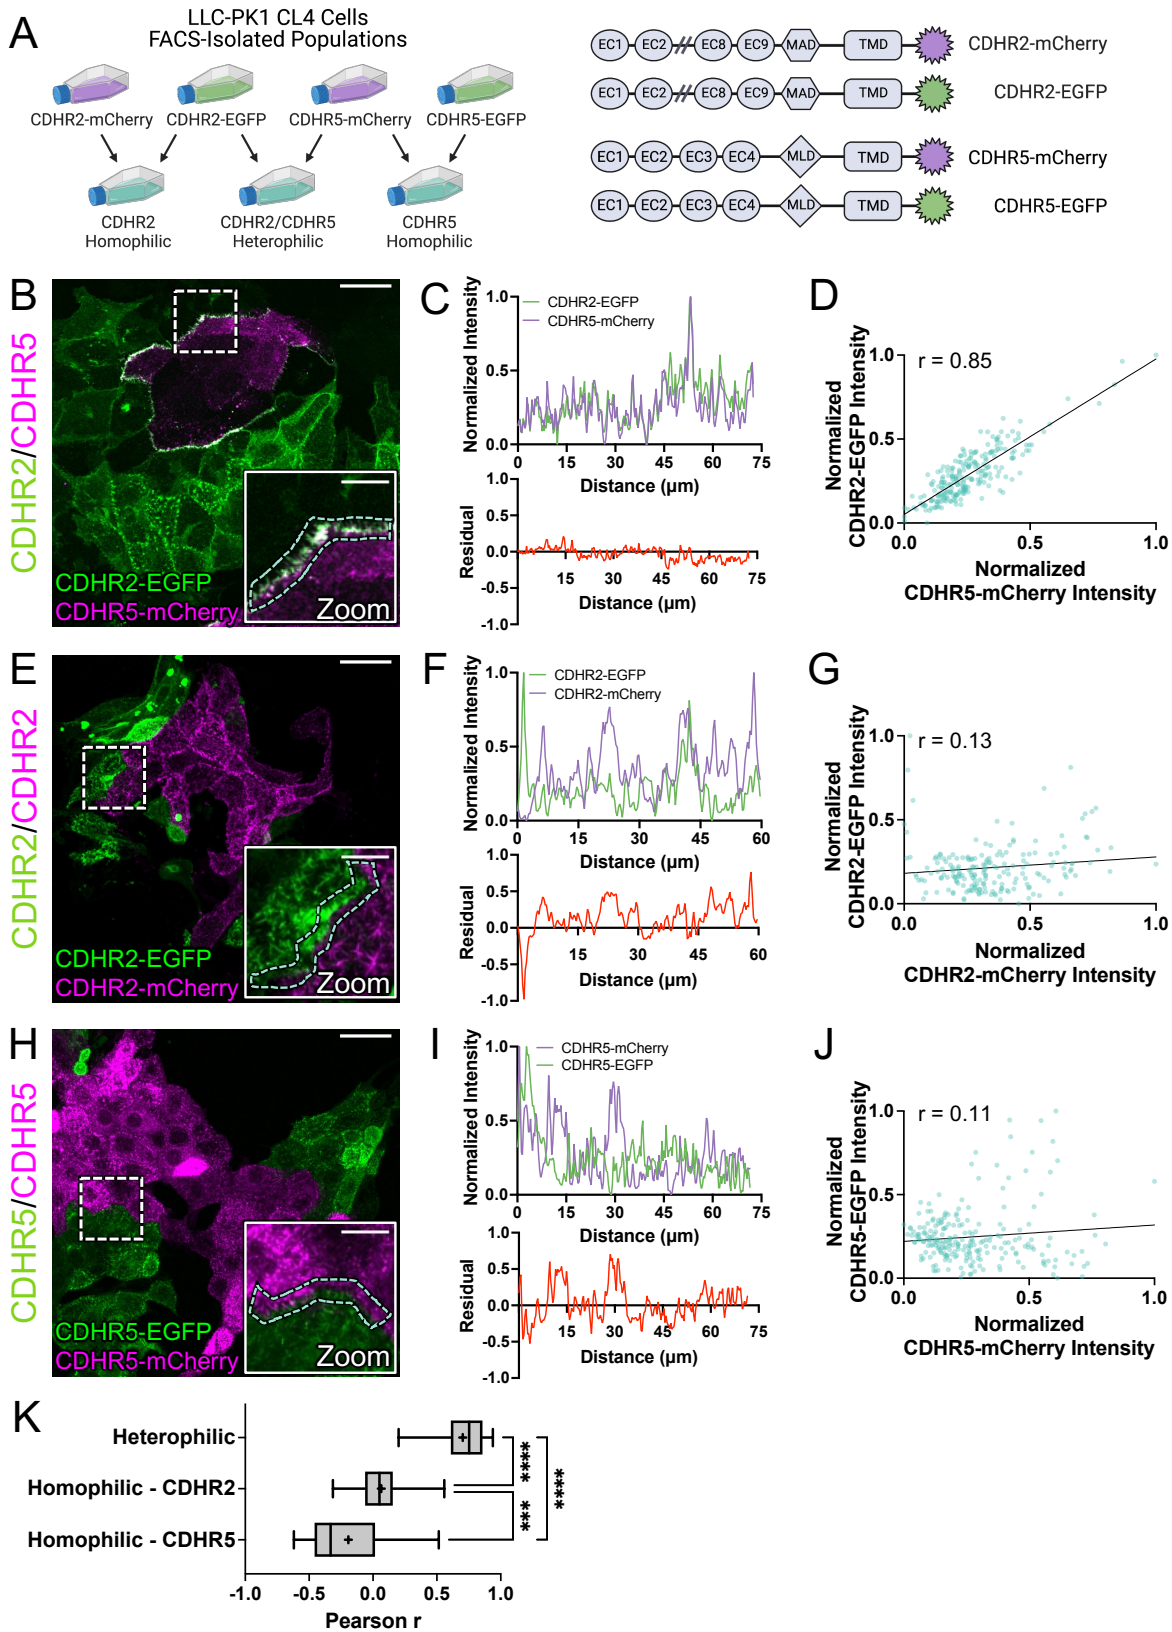 A
LLC-PK1 CL4 Cells
FACS-Isolated Populations
CDHR2-mCherry CDHR2-EGFP CDHR5-mCherry CDHR5-EGFP
CDHR2 Homophilic
CDHR2/CDHR5 Heterophilic
CDHR5 Homophilic
EC1 EC2 EC8 EC9 MAD TMD CDHR2-mCherry
EC1 EC2 EC8 EC9 MAD TMD CDHR2-EGFP
EC1 EC2 EC3 EC4 MLD TMD CDHR5-mCherry
EC1 EC2 EC3 EC4 MLD TMD CDHR5-EGFP
B
CDHR2/CDHR5
CDHR2-EGFP
CDHR5-mCherry
Zoom
C
Normalized Intensity
1.0
0.5
0.0
CDHR2-EGFP
CDHR5-mCherry
0 15 30 45 60 75
Distance (µm)
Residual
1.0
0.5
0.0
-0.5
-1.0
15 30 45 60 75
Distance (µm)
D
Normalized
CDHR2-EGFP Intensity
1.0
0.5
0.0
r = 0.85
0.0 0.5 1.0
Normalized
CDHR5-mCherry Intensity
E
CDHR2/CDHR2
CDHR2-EGFP
CDHR2-mCherry
Zoom
F
Normalized Intensity
1.0
0.5
0.0
CDHR2-EGFP
CDHR2-mCherry
0 15 30 45 60
Distance (µm)
Residual
1.0
0.5
0.0
-0.5
-1.0
15 30 45 60
Distance (µm)
G
Normalized
CDHR2-EGFP Intensity
1.0
0.5
0.0
r = 0.13
0.0 0.5 1.0
Normalized
CDHR2-mCherry Intensity
H
CDHR5/CDHR5
CDHR5-EGFP
CDHR5-mCherry
Zoom
I
Normalized Intensity
1.0
0.5
0.0
CDHR5-mCherry
CDHR5-EGFP
0 15 30 45 60 75
Distance (µm)
Residual
1.0
0.5
0.0
-0.5
-1.0
15 30 45 60 75
Distance (µm)
J
Normalized
CDHR5-EGFP Intensity
1.0
0.5
0.0
r = 0.11
0.0 0.5 1.0
Normalized
CDHR5-mCherry Intensity
K
Heterophilic
Homophilic - CDHR2
Homophilic - CDHR5
****
***
****
-1.0 -0.5 0.0 0.5 1.0
Pearson r